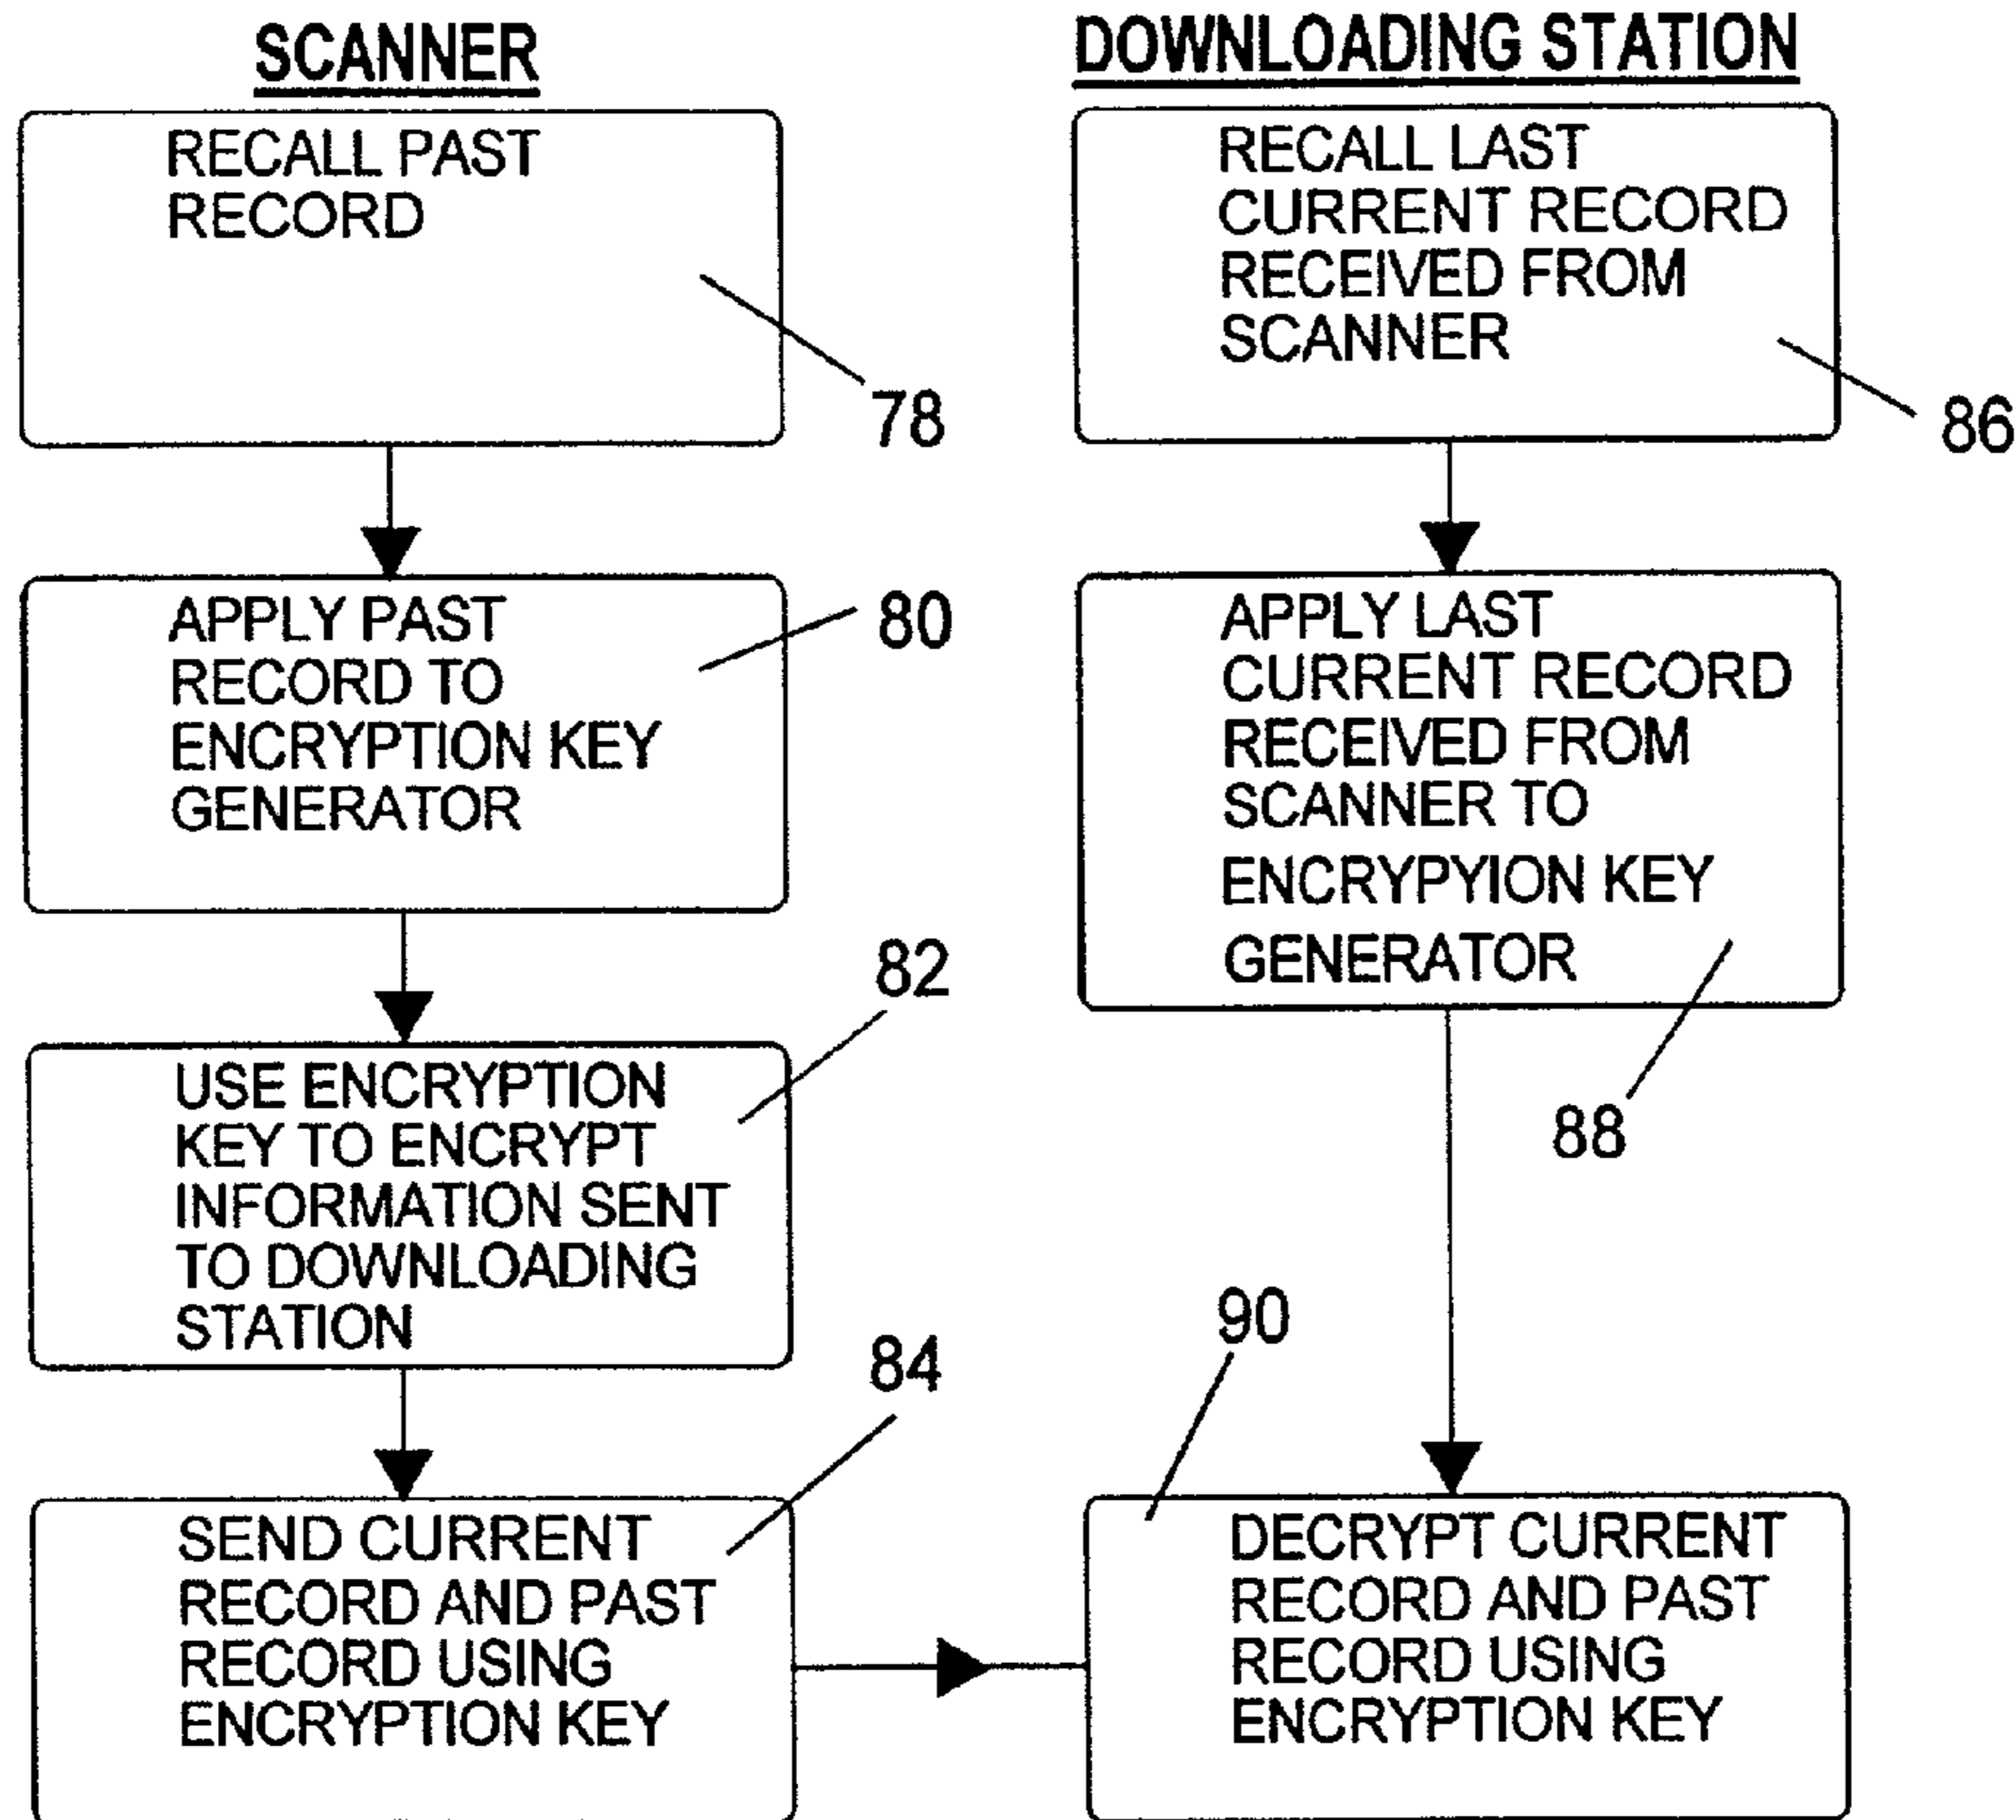 SCANNER
RECALL PAST
RECORD
78
APPLY PAST
RECORD TO
ENCRYPTION KEY
GENERATOR
80
USE ENCRYPTION
KEY TO ENCRYPT
INFORMATION SENT
TO DOWNLOADING
STATION
82
SEND CURRENT
RECORD AND PAST
RECORD USING
ENCRYPTION KEY
84
DOWNLOADING STATION
RECALL LAST
CURRENT RECORD
RECEIVED FROM
SCANNER
86
APPLY LAST
CURRENT RECORD
RECEIVED FROM
SCANNER TO
ENCRYPYION KEY
GENERATOR
88
DECRYPT CURRENT
RECORD AND PAST
RECORD USING
ENCRYPTION KEY
90